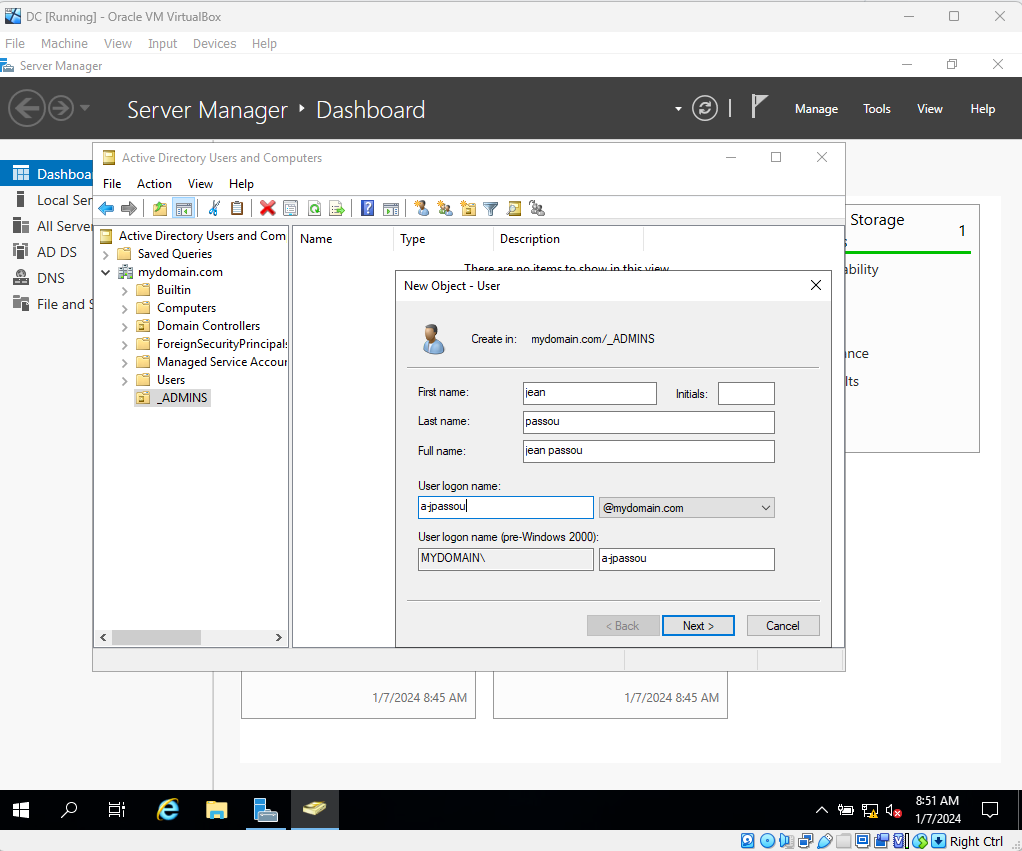 DC [Running] - Oracle VM VirtualBox
File Machine View Input Devices Help
Server Manager
Server Manager Dashboard
Manage Tools View Help
Dashboa
Local Ser
All Server
AD DS
DNS
File and S
Active Directory Users and Computers
File Action View Help
Active Directory Users and Com
Saved Queries
mydomain.com
Builtin
Computers
Domain Controllers
ForeignSecurityPrincipals
Managed Service Accour
Users
_ADMINS
Name Type Description
There are no items to show in this view.
New Object - User
Create in: mydomain.com/_ADMINS
First name: jean Initials:
Last name: passou
Full name: jean passou
User logon name:
a-jpassou @mydomain.com
User logon name (pre-Windows 2000):
MYDOMAIN\ a-jpassou
< Back Next > Cancel
Storage 1
s
ability
nce
lts
1/7/2024 8:45 AM 1/7/2024 8:45 AM
8:51 AM
1/7/2024
Right Ctrl